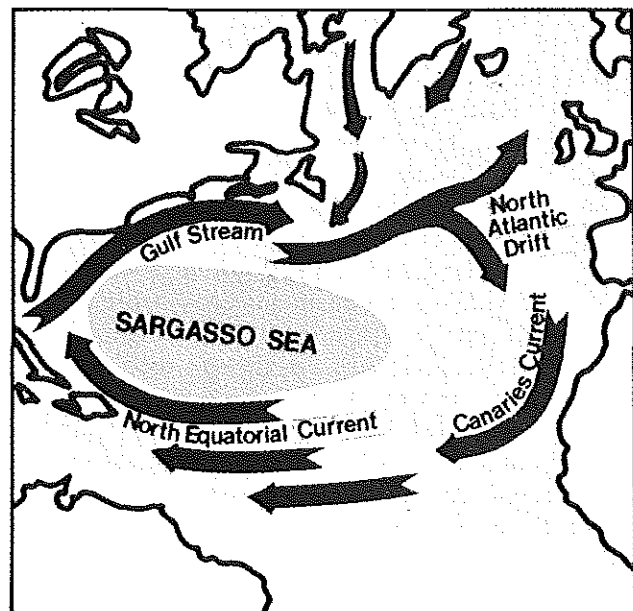 North
Atlantic
Drift
Gulf Stream
SARGASSO SEA
Canaries Current
North Equatorial Current